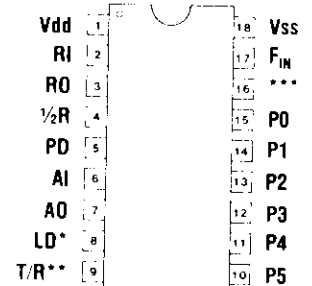 Vdd 1 18 Vss
RI 2 17 FIN
RO 3 16 ***
½R 4 15 P0
PD 5 14 P1
AI 6 13 P2
AO 7 12 P3
LD* 8 11 P4
T/R** 9 10 P5